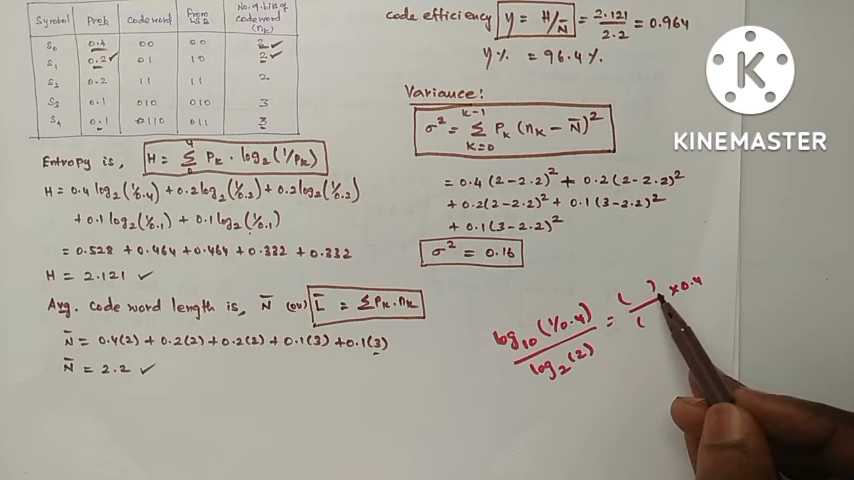 Symbol Prob Codeword From LSB No. of bits of codeword (nk)
S0 0.4 00 00 2 ✓
S1 0.2 ✓ 01 10 2 ✓
S2 0.2 11 11 2
S3 0.1 010 010 3
S4 0.1 0110 011 3
Entropy is, H = Σ Pk . log2 (1/Pk)
4
0
H = 0.4 log2 (1/0.4) + 0.2 log2 (1/0.2) + 0.2 log2 (1/0.2)
+ 0.1 log2 (1/0.1) + 0.1 log2 (1/0.1)
= 0.528 + 0.464 + 0.464 + 0.332 + 0.332
H = 2.121 ✓
Avg. Code word length is, N̄ (or) L̄ = ΣPk. nk
N̄ = 0.4(2) + 0.2(2) + 0.2(2) + 0.1(3) + 0.1(3)
N̄ = 2.2 ✓
code efficiency y = H/N̄ = 2.121/2.2 = 0.964
y% = 96.4%.
Variance:
σ² = Σ Pk (nk − N̄)²
k-1
k=0
= 0.4(2-2.2)² + 0.2(2-2.2)²
+ 0.2(2-2.2)² + 0.1(3-2.2)²
+ 0.1(3-2.2)²
σ² = 0.16
log10 (1/0.4) / log2 (2) = ( ) / ( × 0.4
K
KINEMASTER